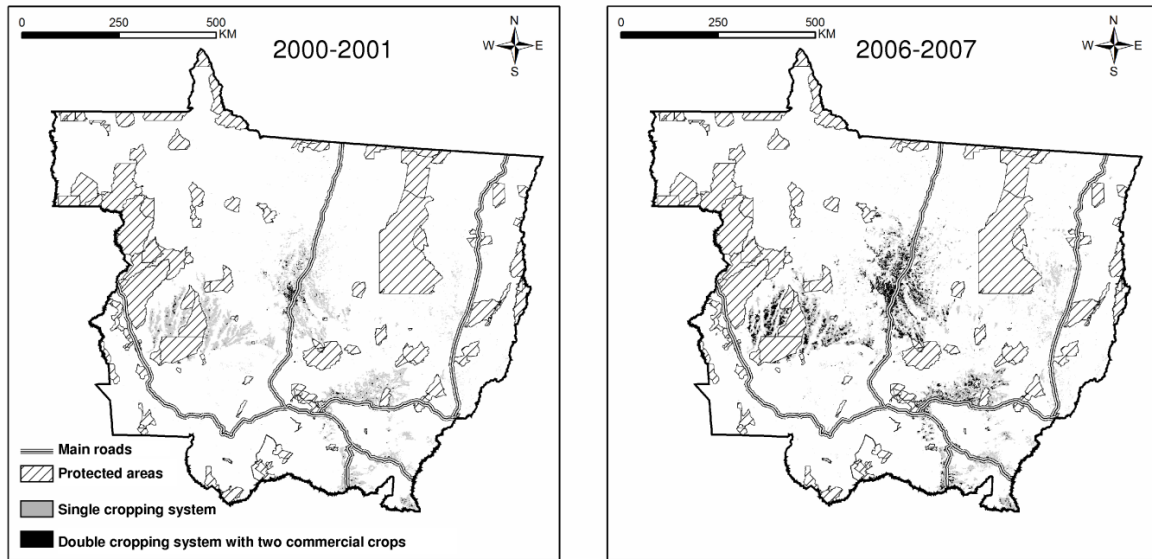 0 250 500
KM
2000-2001
N
W E
S
Main roads
Protected areas
Single cropping system
Double cropping system with two commercial crops
0 250 500
KM
2006-2007
N
W E
S